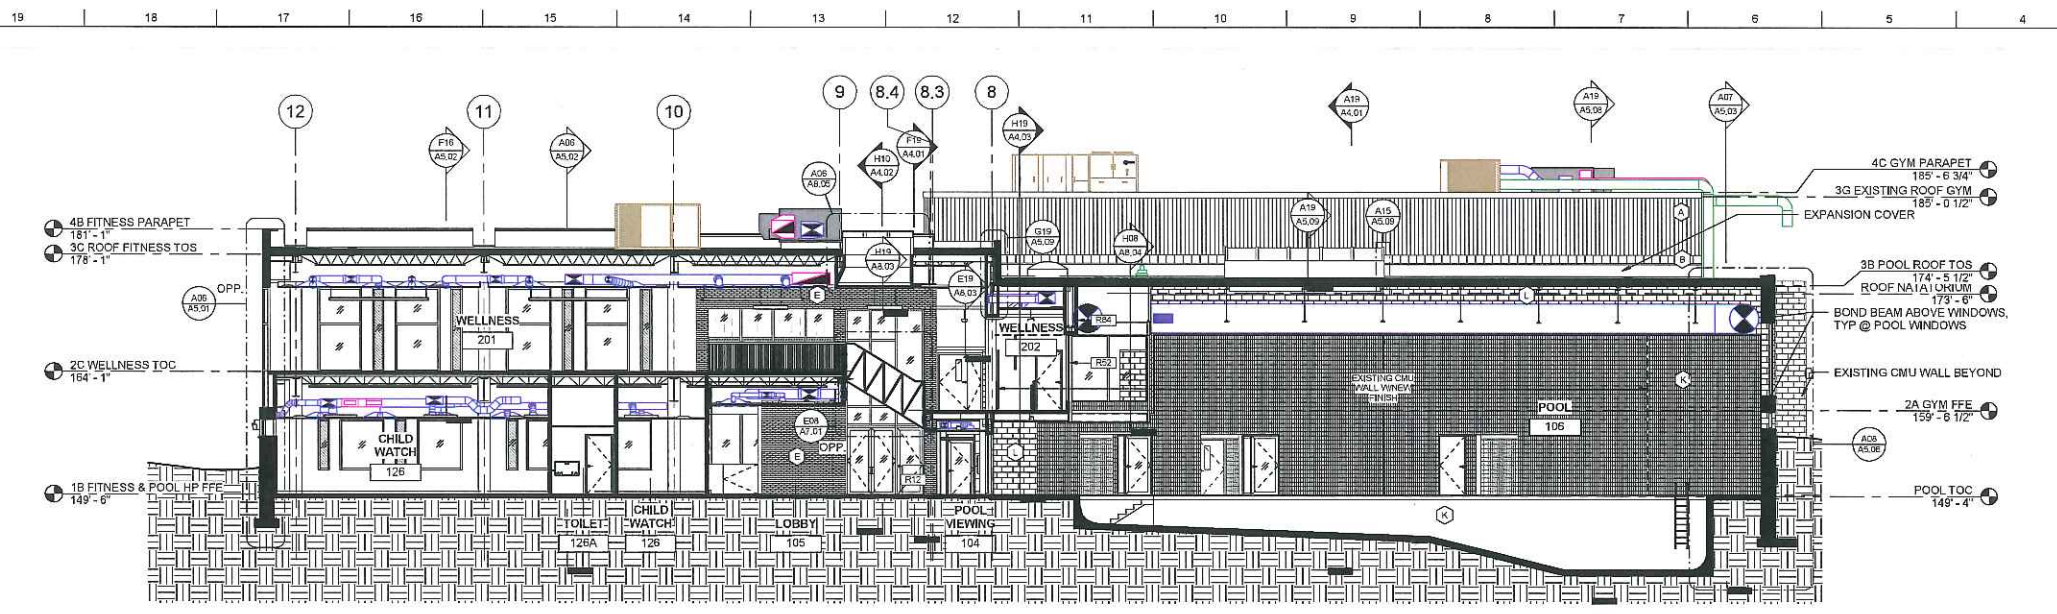 19 18 17 16 15 14 13 12 11 10 9 8 7 6 5 4
12
11
10
9
8.4
8.3
8
F16
A5.02
A06
A5.02
A06
A8.05
H10
A4.02
F19
A4.01
H19
A4.03
A19
A4.01
A19
A5.08
A07
A5.03
4B FITNESS PARAPET
181' - 1"
3C ROOF FITNESS TOS
178' - 1"
OPP.
A06
A5.01
2C WELLNESS TOC
164' - 1"
1B FITNESS & POOL HP FFE
149' - 6"
4C GYM PARAPET
185' - 6 3/4"
3G EXISTING ROOF GYM
185' - 0 1/2"
EXPANSION COVER
3B POOL ROOF TOS
174' - 5 1/2"
ROOF NATATORIUM
173' - 6"
BOND BEAM ABOVE WINDOWS,
TYP @ POOL WINDOWS
EXISTING CMU WALL BEYOND
2A GYM FFE
159' - 6 1/2"
A08
A5.08
POOL TOC
149' - 4"
H19
A8.03
E19
A8.03
G19
A5.09
H08
A8.04
A19
A5.09
A15
A5.09
A
B
E
L
WELLNESS
201
WELLNESS
202
R84
R52
EXISTING CMU
WALL W/NEW
FINISH
K
POOL
106
E08
A7.01
OPP.
E
L
R12
CHILD
WATCH
126
TOILET
126A
CHILD
WATCH
126
LOBBY
105
POOL
VIEWING
104
K